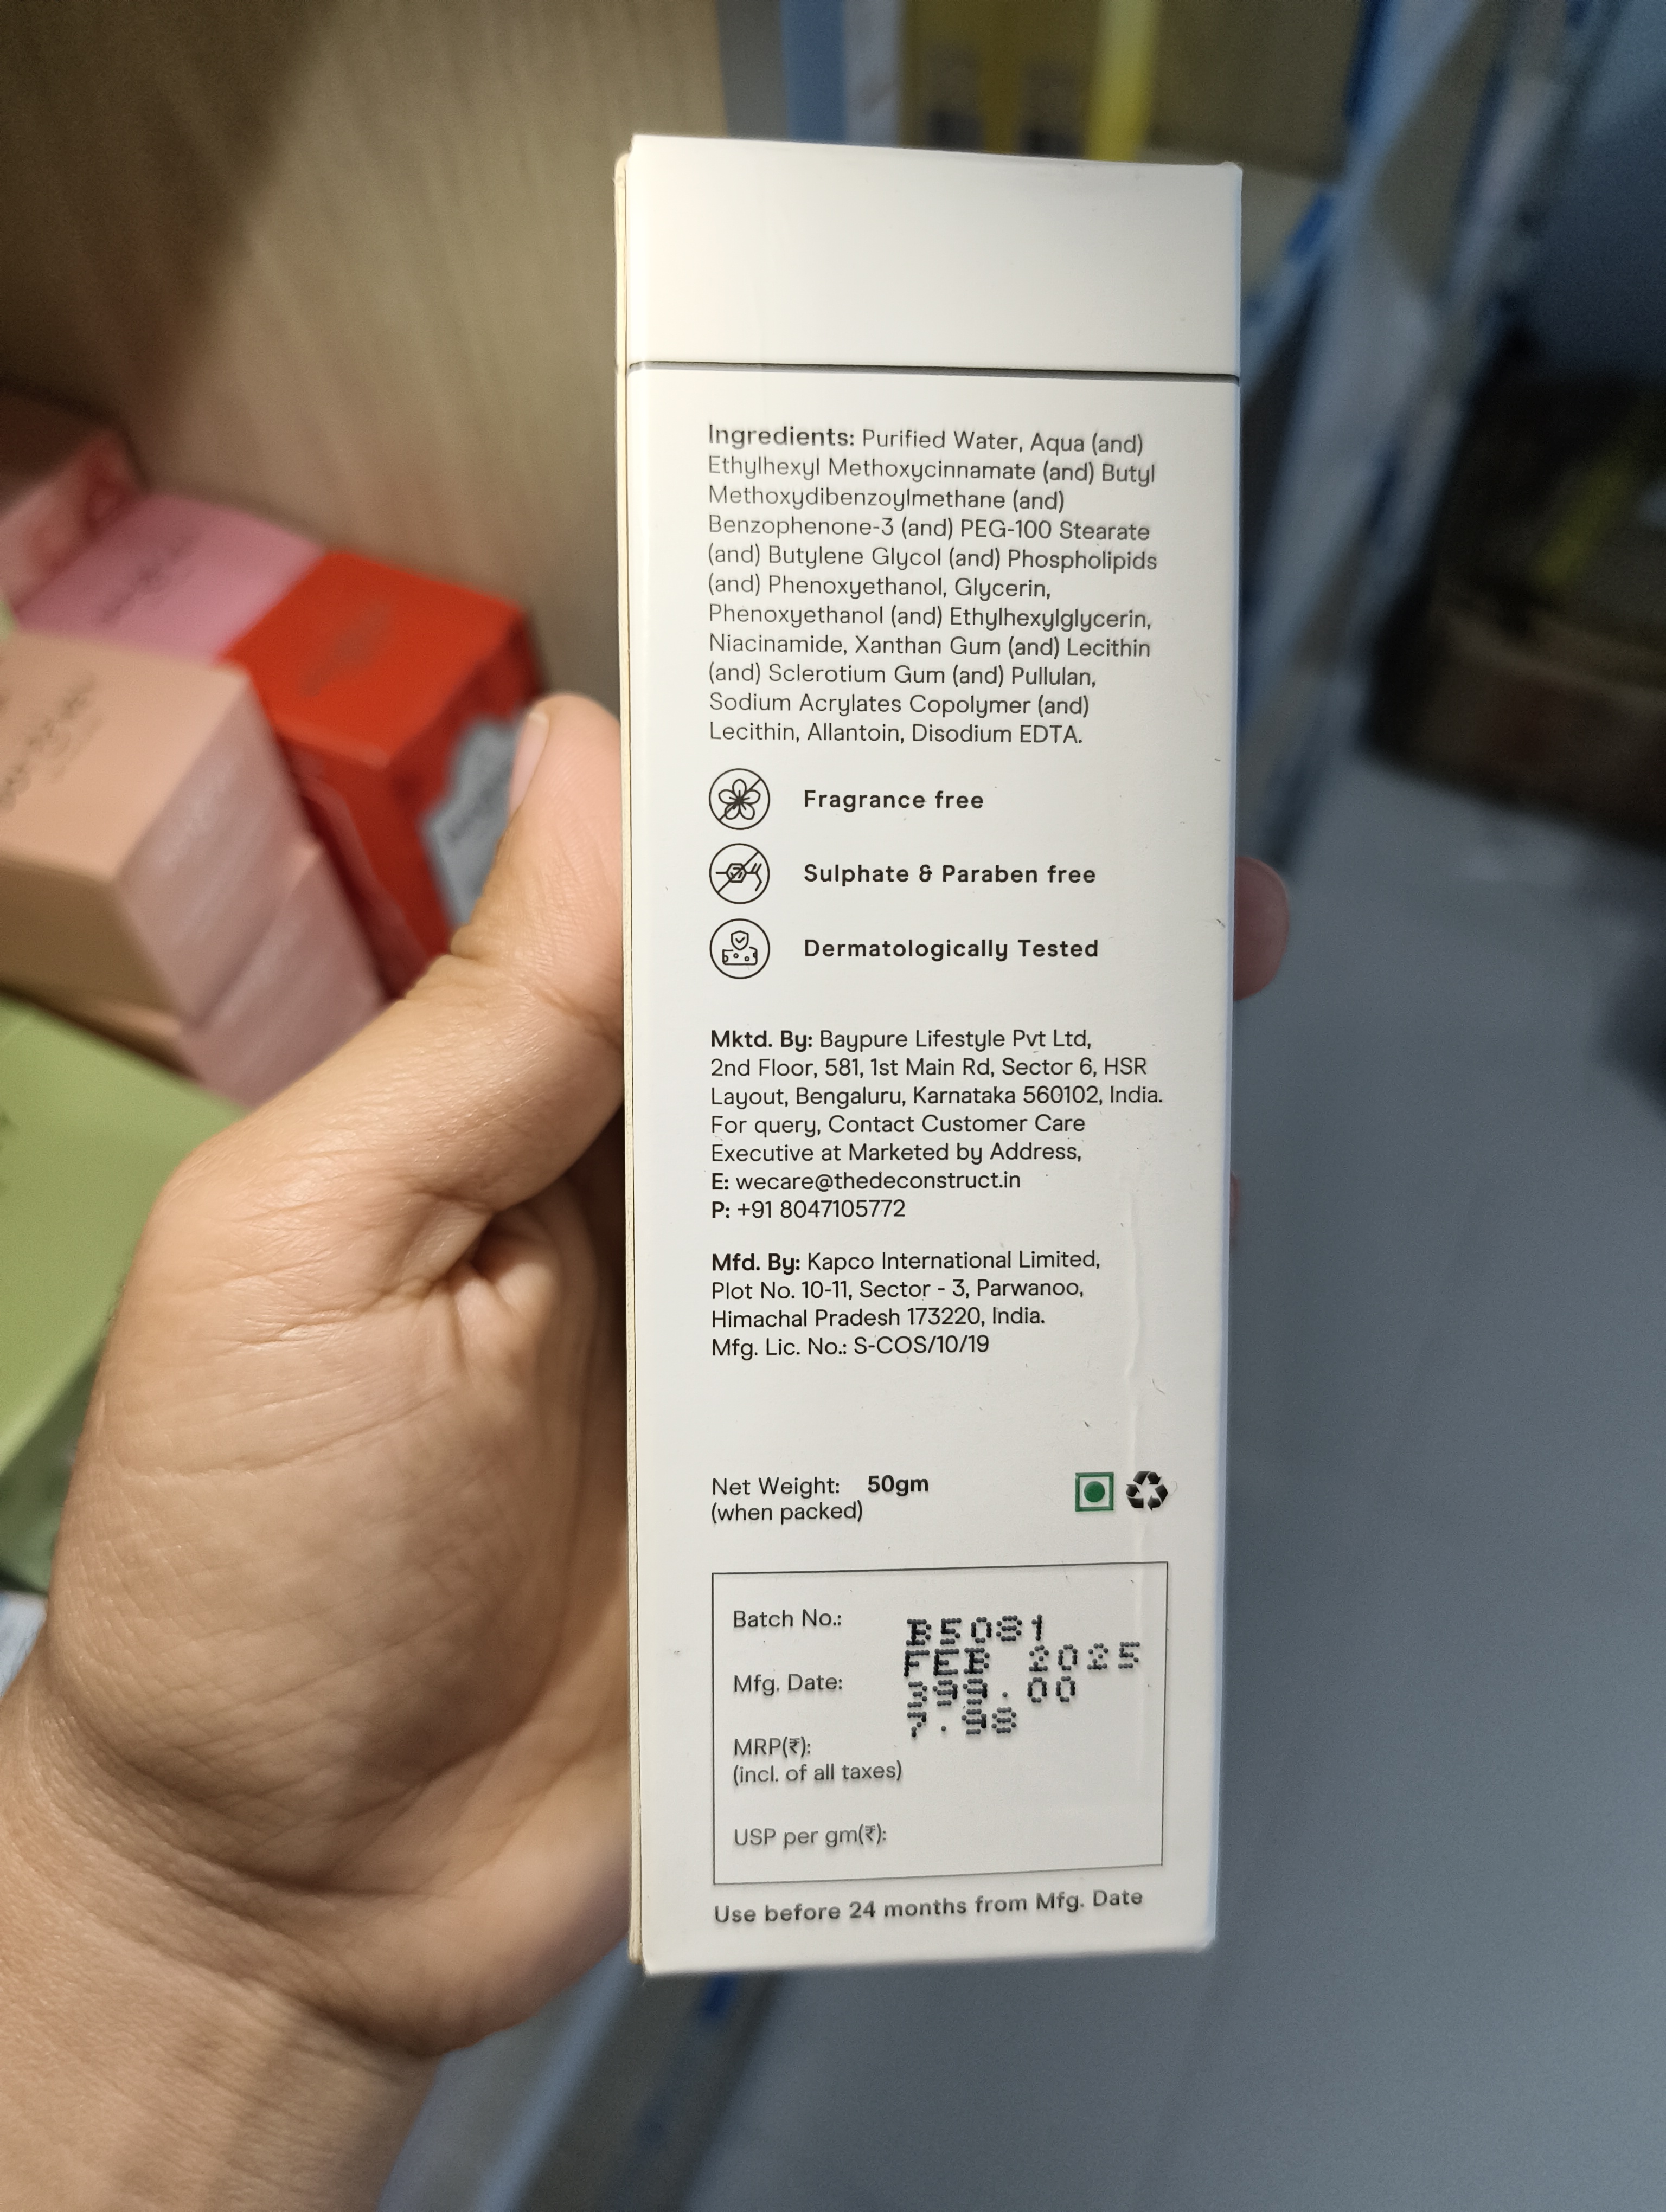 Ingredients: Purified Water, Aqua (and)
Ethylhexyl Methoxycinnamate (and) Butyl
Methoxydibenzoylmethane (and)
Benzophenone-3 (and) PEG-100 Stearate
(and) Butylene Glycol (and) Phospholipids
(and) Phenoxyethanol, Glycerin,
Phenoxyethanol (and) Ethylhexylglycerin,
Niacinamide, Xanthan Gum (and) Lecithin
(and) Sclerotium Gum (and) Pullulan,
Sodium Acrylates Copolymer (and)
Lecithin, Allantoin, Disodium EDTA.
Fragrance free
Sulphate & Paraben free
Dermatologically Tested
Mktd. By: Baypure Lifestyle Pvt Ltd,
2nd Floor, 581, 1st Main Rd, Sector 6, HSR
Layout, Bengaluru, Karnataka 560102, India.
For query, Contact Customer Care
Executive at Marketed by Address,
E: wecare@thedeconstruct.in
P: +91 8047105772
Mfd. By: Kapco International Limited,
Plot No. 10-11, Sector - 3, Parwanoo,
Himachal Pradesh 173220, India.
Mfg. Lic. No.: S-COS/10/19
Net Weight: 50gm
(when packed)
Batch No.: B5081
Mfg. Date: FEB 2025
MRP(₹): 399.00
(incl. of all taxes)
USP per gm(₹): 7.98
Use before 24 months from Mfg. Date